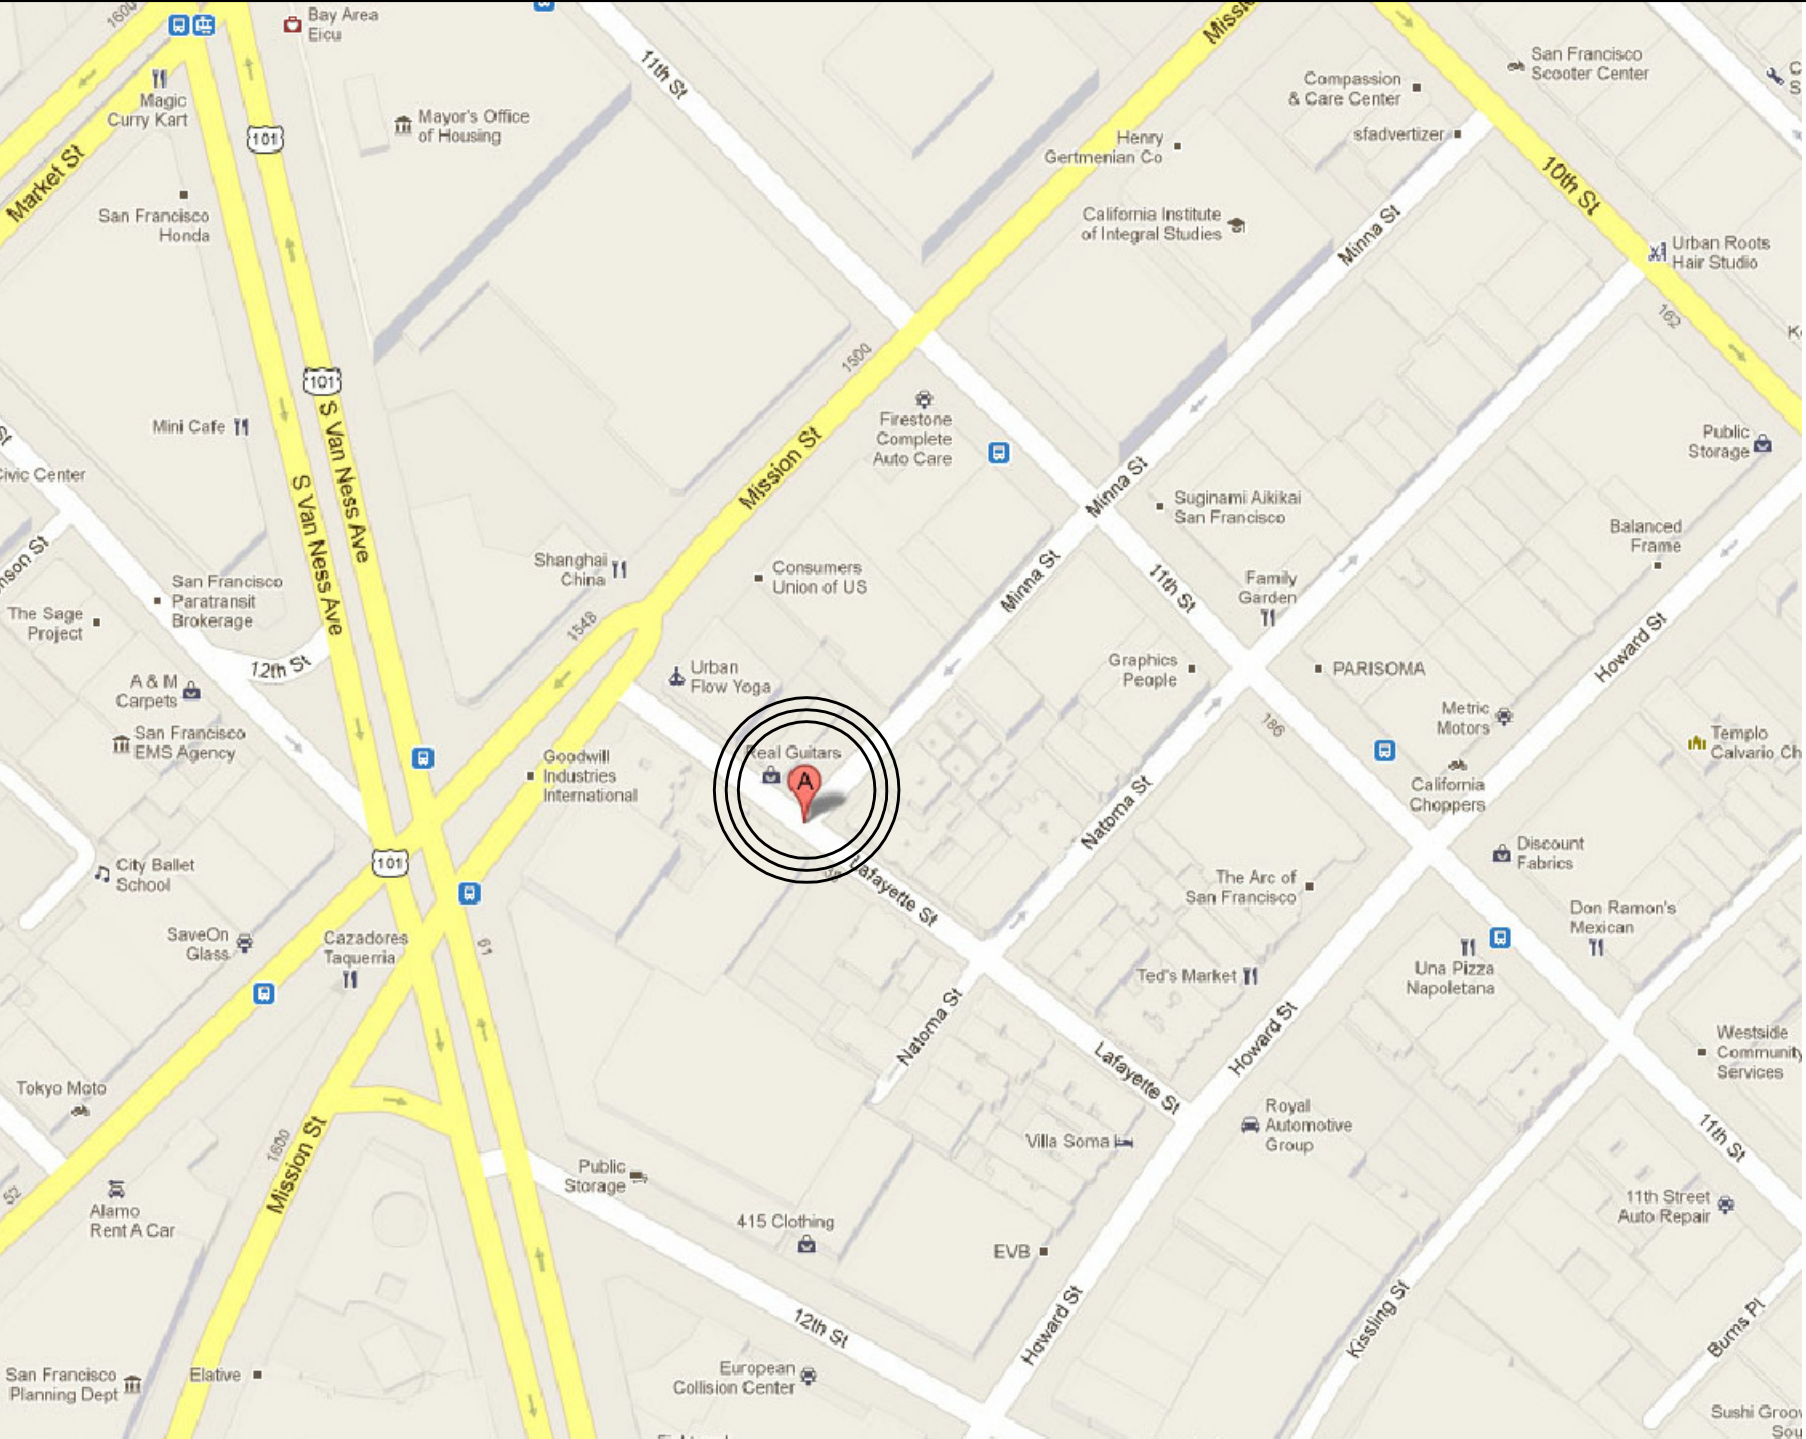 1600
Bay Area
Eicu
11th St
Mission St
San Francisco
Scooter Center
Compassion
& Care Center
Magic
Curry Kart
101
Mayor's Office
of Housing
sfadvertizer
Henry
Gertmenian Co
Market St
10th St
San Francisco
Honda
California Institute
of Integral Studies
Minna St
Urban Roots
Hair Studio
162
1500
101
S Van Ness Ave
Mini Cafe
Firestone
Complete
Auto Care
Public
Storage
St
Civic Center
Mission St
Minna St
S Van Ness Ave
Suginami Aikikai
San Francisco
Balanced
Frame
Shanghai
China
Consumers
Union of US
Minna St
11th St
Family
Garden
San Francisco
Paratransit
Brokerage
The Sage
Project
1548
12th St
Urban
Flow Yoga
Graphics
People
PARISOMA
Howard St
A & M
Carpets
San Francisco
EMS Agency
186
Metric
Motors
Templo
Calvario Ch
Goodwill
Industries
International
Real Guitars
A
California
Choppers
Natoma St
101
City Ballet
School
Discount
Fabrics
Lafayette St
The Arc of
San Francisco
Don Ramon's
Mexican
SaveOn
Glass
Cazadores
Taquerria
61
Ted's Market
Una Pizza
Napoletana
Natoma St
Lafayette St
Howard St
Westside
Community
Services
Tokyo Moto
Royal
Automotive
Group
11th St
1600
Mission St
Villa Soma
Public
Storage
52
Alamo
Rent A Car
415 Clothing
11th Street
Auto Repair
EVB
12th St
Howard St
Kissling St
Burns Pl
San Francisco
Planning Dept
Elative
European
Collision Center